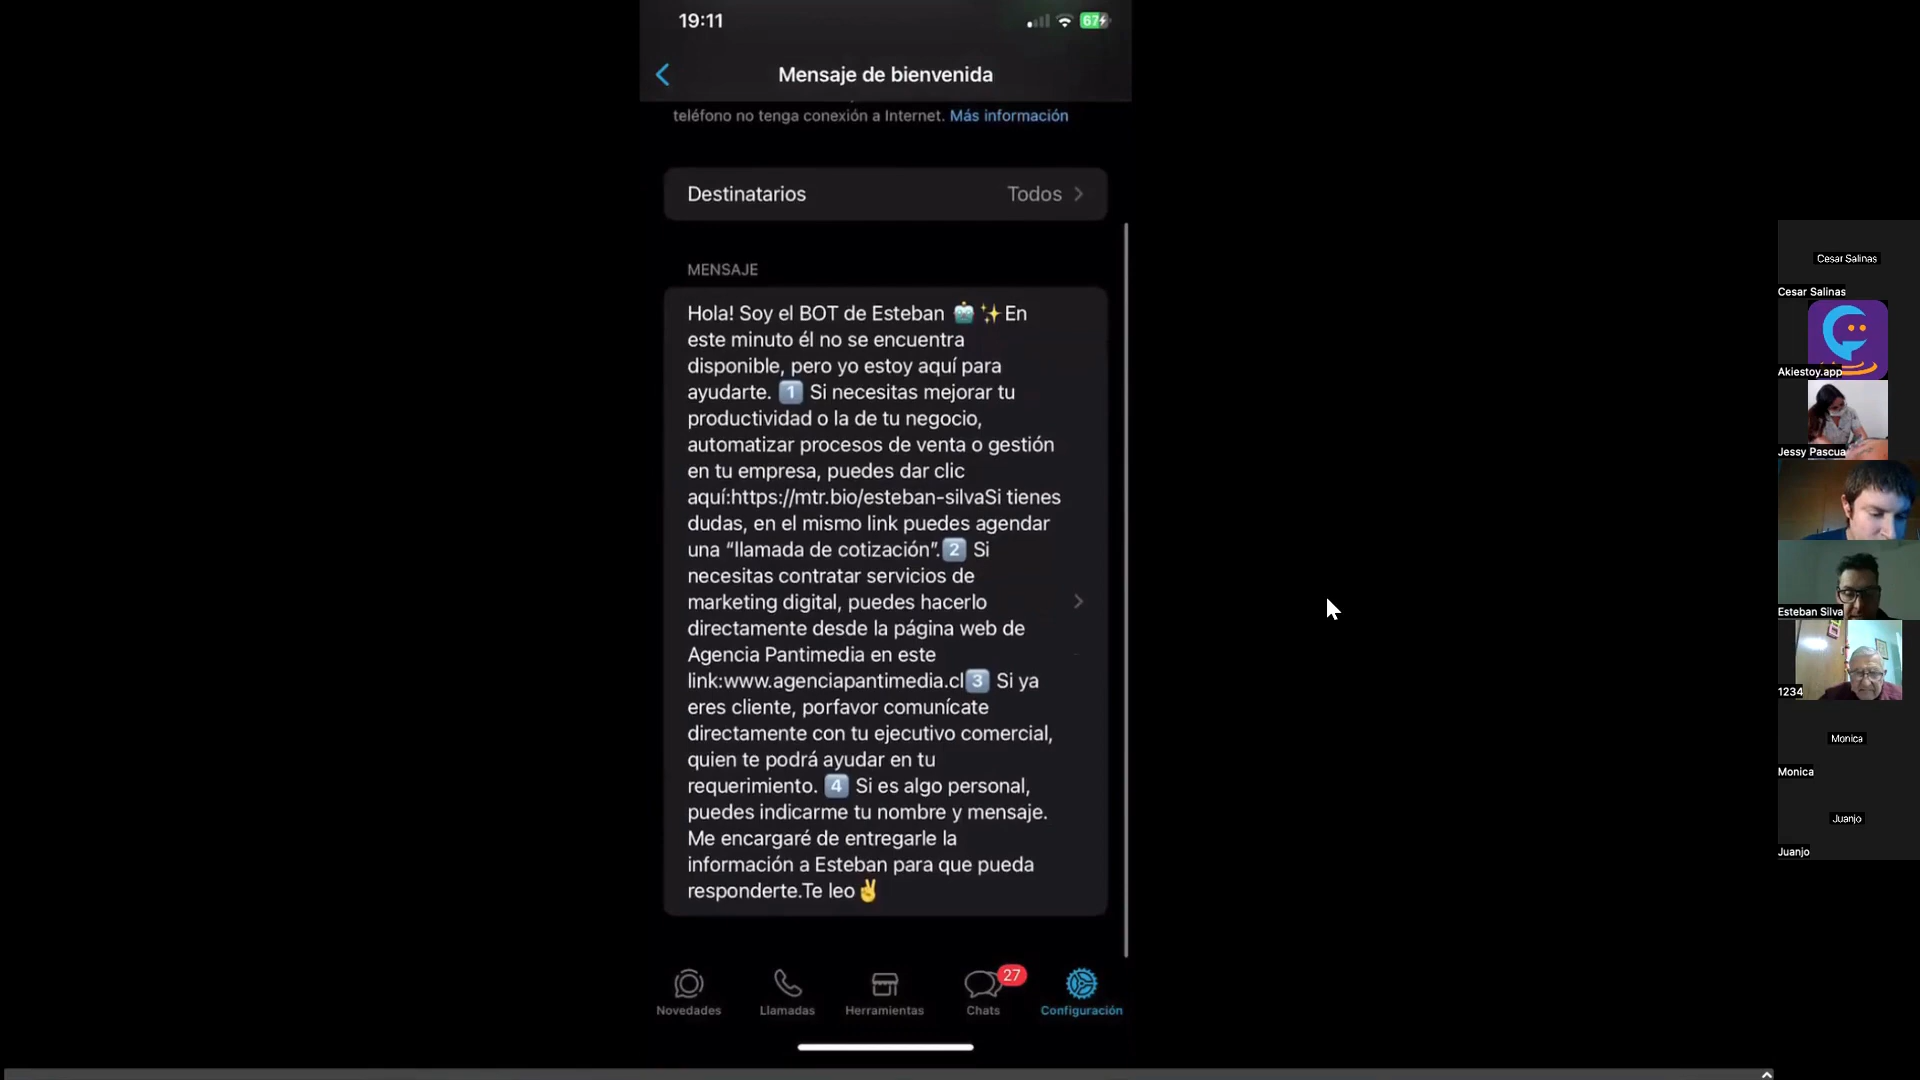 19:11
67
Mensaje de bienvenida
teléfono no tenga conexión a Internet. Más información
Destinatarios
Todos
MENSAJE
Hola! Soy el BOT de Esteban 🤖✨En
este minuto él no se encuentra
disponible, pero yo estoy aquí para
ayudarte. 1️⃣ Si necesitas mejorar tu
productividad o la de tu negocio,
automatizar procesos de venta o gestión
en tu empresa, puedes dar clic
aquí:https://mtr.bio/esteban-silvaSi tienes
dudas, en el mismo link puedes agendar
una “llamada de cotización”.2️⃣ Si
necesitas contratar servicios de
marketing digital, puedes hacerlo
directamente desde la página web de
Agencia Pantimedia en este
link:www.agenciapantimedia.cl3️⃣ Si ya
eres cliente, porfavor comunícate
directamente con tu ejecutivo comercial,
quien te podrá ayudar en tu
requerimiento. 4️⃣ Si es algo personal,
puedes indicarme tu nombre y mensaje.
Me encargaré de entregarle la
información a Esteban para que pueda
responderte.Te leo✌️
Novedades
Llamadas
Herramientas
27
Chats
Configuración
Cesar Salinas
Cesar Salinas
Akiestoy.app
Jessy Pascua
Esteban Silva
1234
Monica
Monica
Juanjo
Juanjo